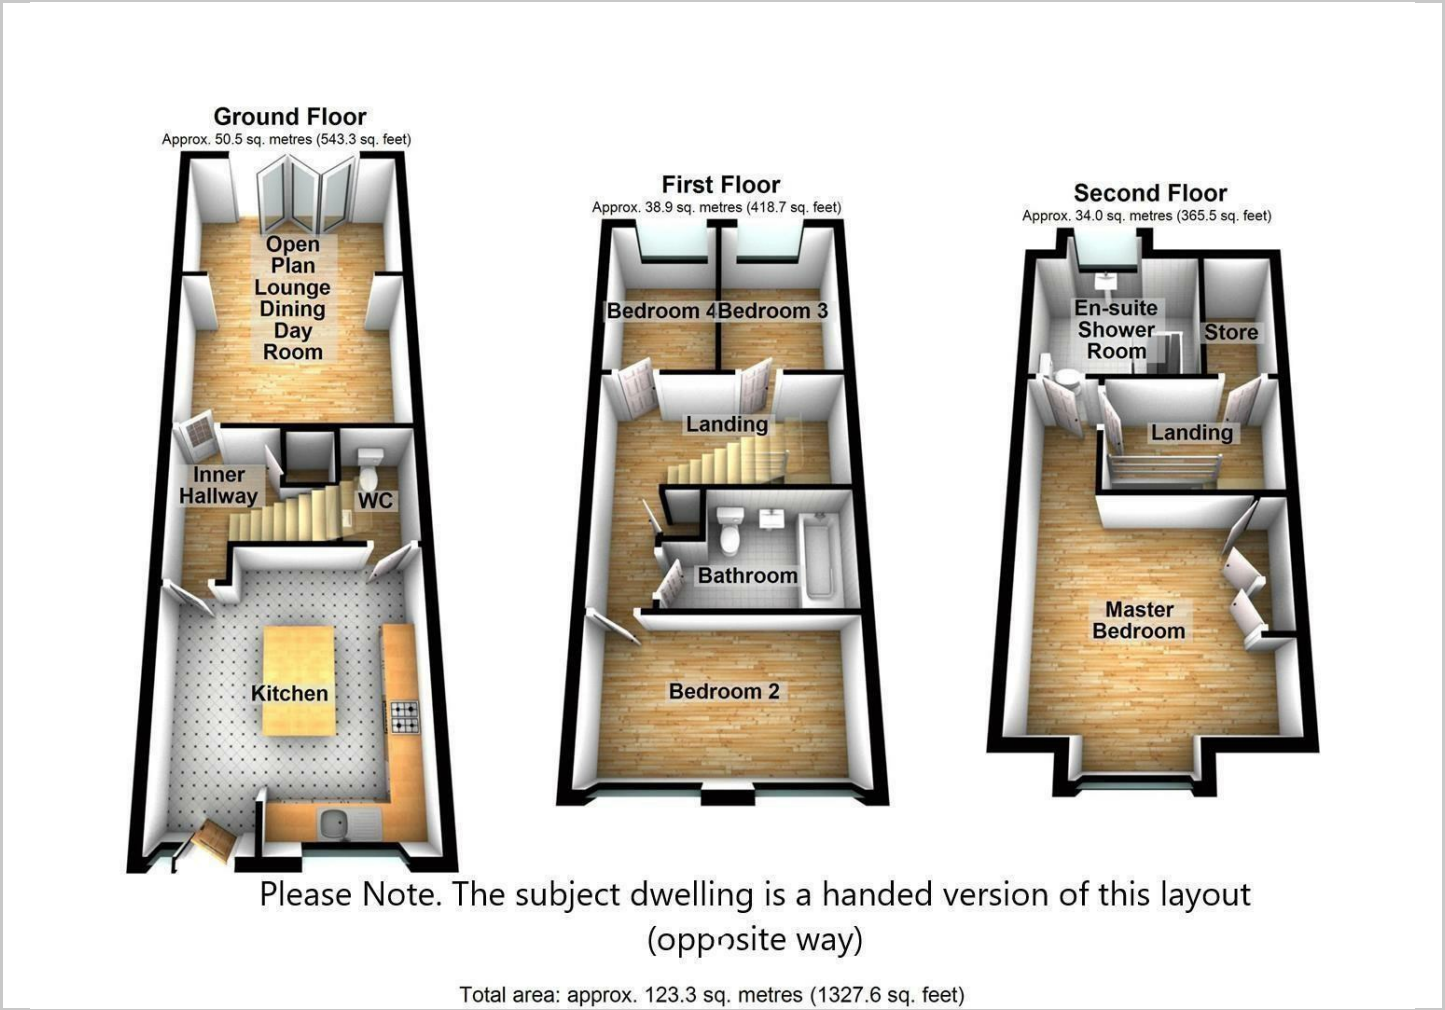 Ground Floor
Approx. 50.5 sq. metres (543.3 sq. feet)
Open
Plan
Lounge
Dining
Day
Room
Inner
Hallway
WC
Kitchen
First Floor
Approx. 38.9 sq. metres (418.7 sq. feet)
Bedroom 4
Bedroom 3
Landing
Bathroom
Bedroom 2
Second Floor
Approx. 34.0 sq. metres (365.5 sq. feet)
En-suite
Shower
Room
Store
Landing
Master
Bedroom
Please Note. The subject dwelling is a handed version of this layout
(opposite way)
Total area: approx. 123.3 sq. metres (1327.6 sq. feet)